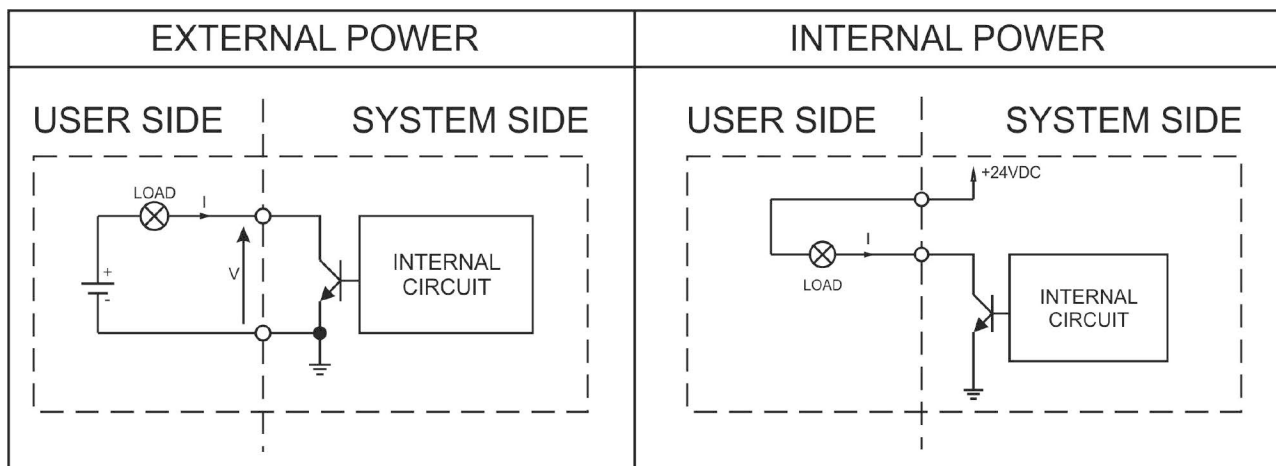 EXTERNAL POWER
INTERNAL POWER
USER SIDE
SYSTEM SIDE
LOAD
I
+
-
V
INTERNAL
CIRCUIT
USER SIDE
SYSTEM SIDE
+24VDC
I
LOAD
INTERNAL
CIRCUIT